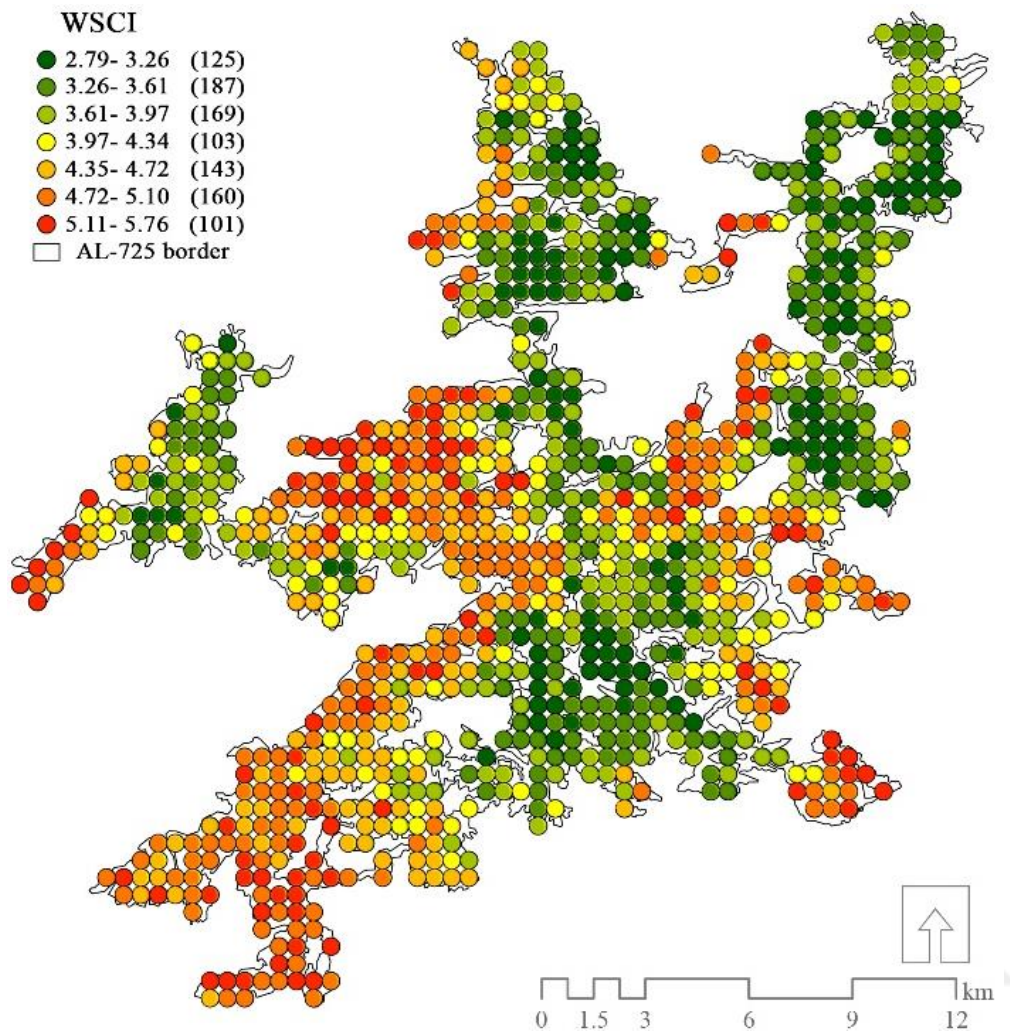 WSCI
2.79- 3.26 (125)
3.26- 3.61 (187)
3.61- 3.97 (169)
3.97- 4.34 (103)
4.35- 4.72 (143)
4.72- 5.10 (160)
5.11- 5.76 (101)
AL-725 border
km
0 1.5 3 6 9 12